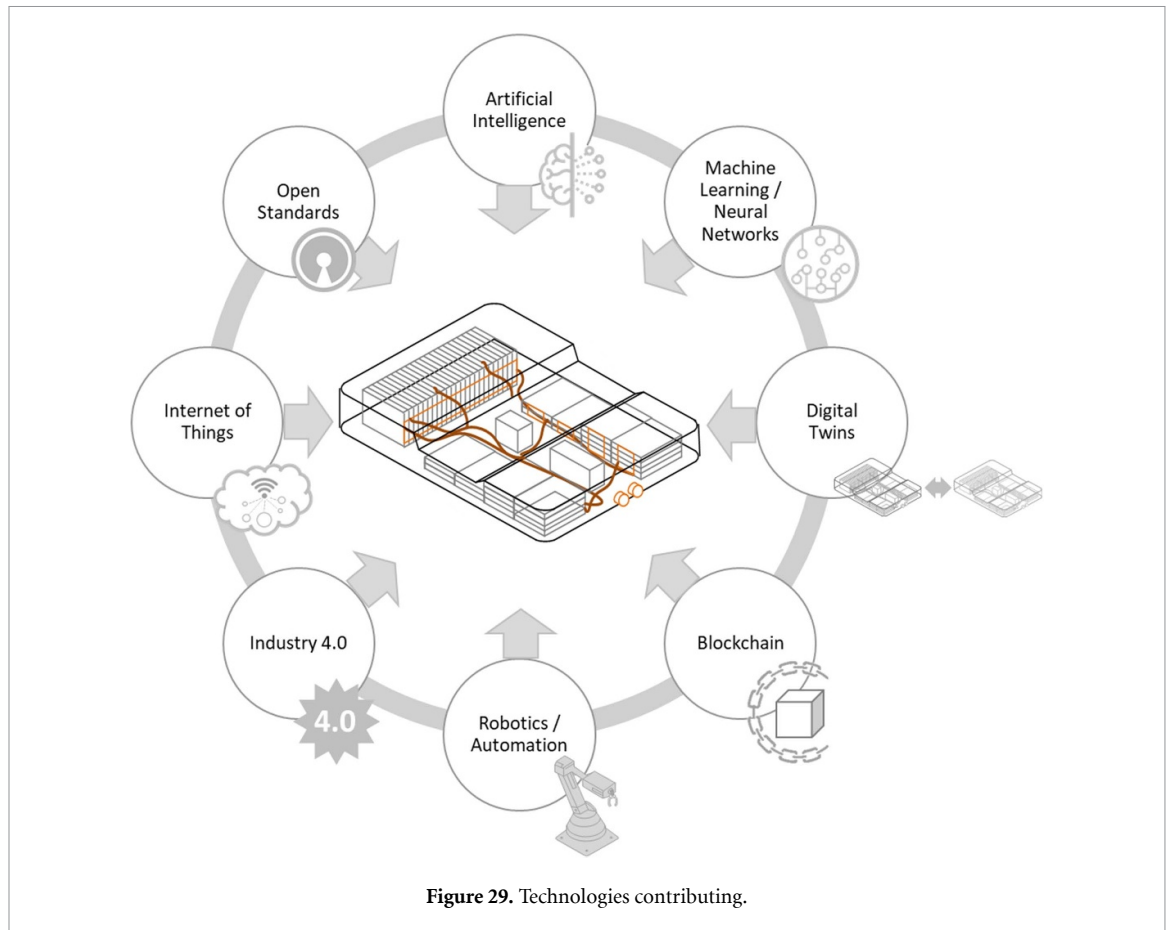 Artificial
Intelligence
Machine
Learning /
Neural
Networks
Open
Standards
Internet of
Things
Digital
Twins
Industry 4.0
4.0
Blockchain
Robotics /
Automation
Figure 29. Technologies contributing.